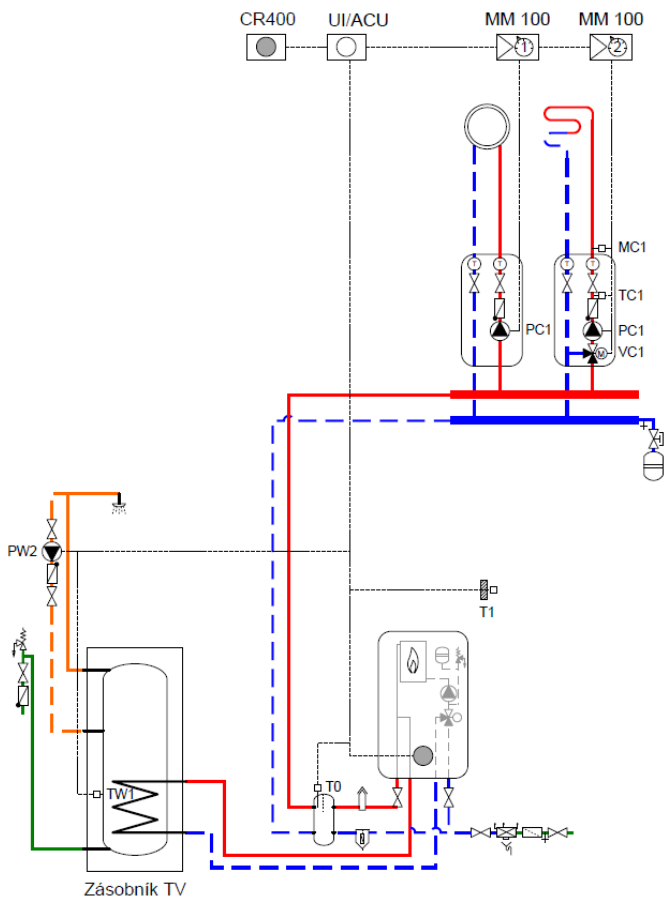 CR400 UI/ACU MM 100 MM 100
1 2
T T T T
MC1
TC1
PC1 PC1
M VC1
PW2
T1
TW1
T0
Zásobník TV